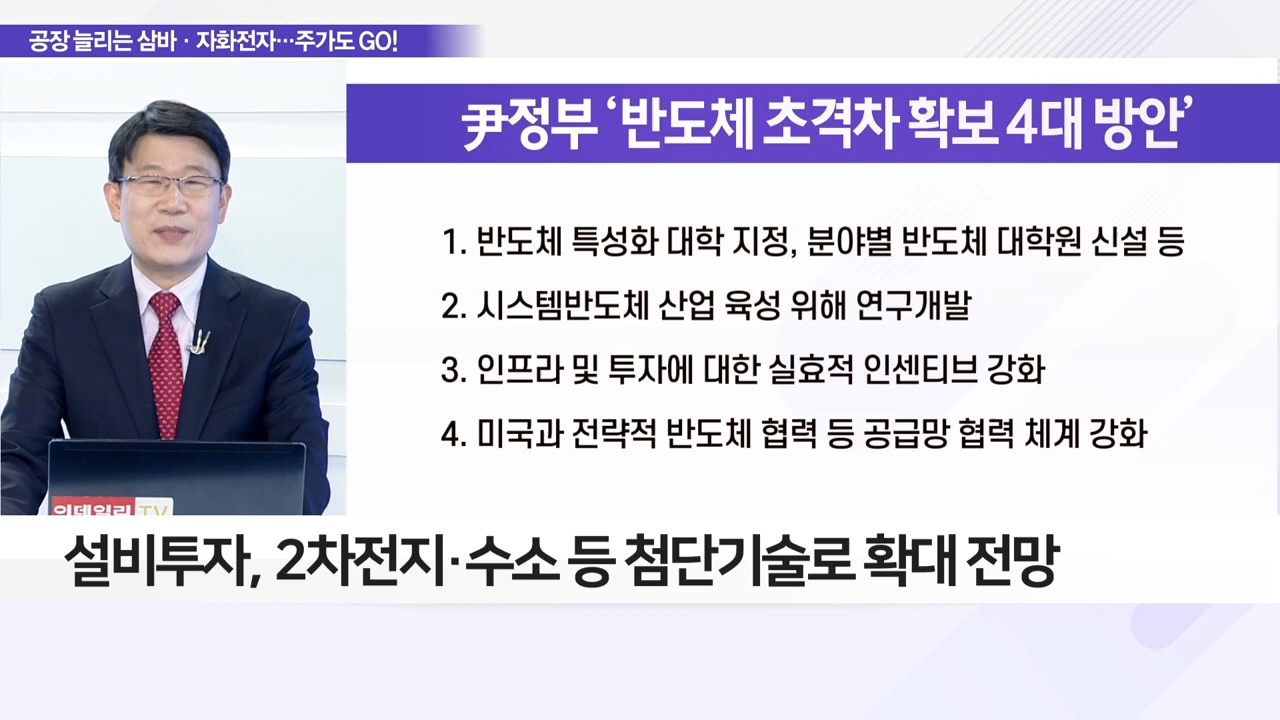 공장 늘리는 삼바·자화전자…주가도 GO!
尹정부 ‘반도체 초격차 확보 4대 방안’
1. 반도체 특성화 대학 지정, 분야별 반도체 대학원 신설 등
2. 시스템반도체 산업 육성 위해 연구개발
3. 인프라 및 투자에 대한 실효적 인센티브 강화
4. 미국과 전략적 반도체 협력 등 공급망 협력 체계 강화
이데일리 TV
설비투자, 2차전지·수소 등 첨단기술로 확대 전망